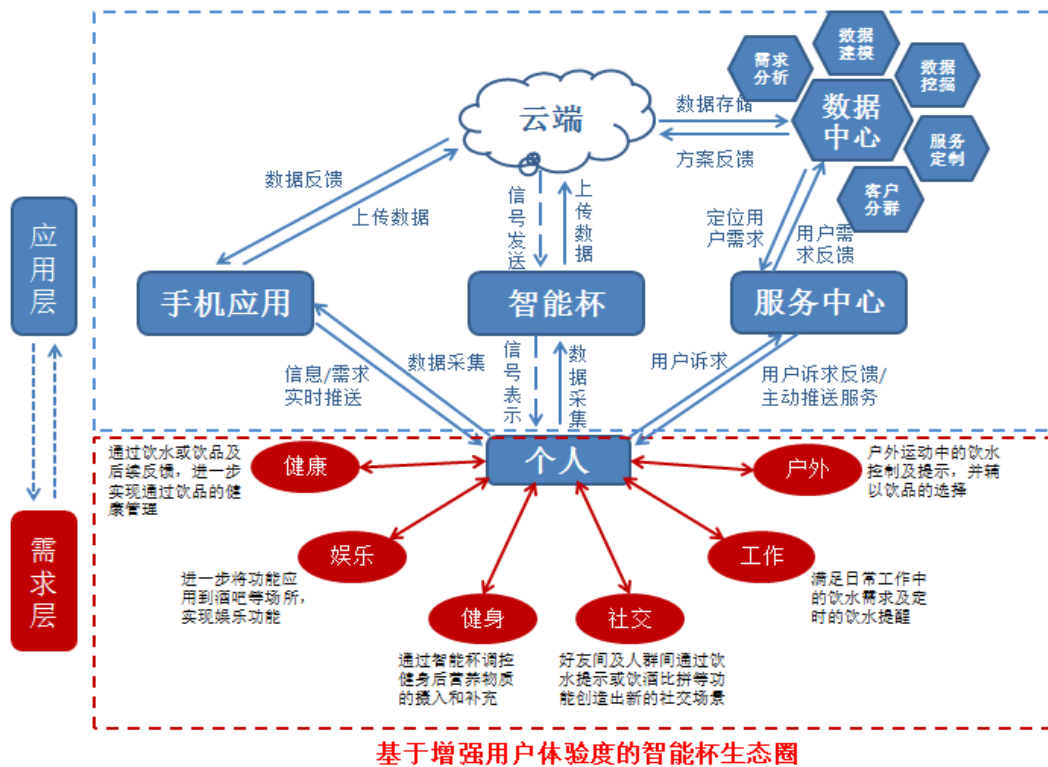 需求
分析
数据
建模
数据
挖掘
云端
数据存储
数据
中心
方案反馈
服务
定制
客户
分群
数据反馈
上传数据
信号发送
上传数据
定位用
户需求
用户需
求反馈
应用层
手机应用
智能杯
服务中心
信息/需求
实时推送
数据采集
信号表示
数据采集
用户诉求
用户诉求反馈/
主动推送服务
个人
通过饮水或饮品及
后续反馈，进一步
实现通过饮品的健
康管理
健康
户外
户外运动中的饮水
控制及提示，并辅
以饮品的选择
需求层
娱乐
进一步将功能应
用到酒吧等场所，
实现娱乐功能
健身
通过智能杯调控
健身后营养物质
的摄入和补充
社交
好友间及人群间通过饮
水提示或饮酒比拼等功
能创造出新的社交场景
工作
满足日常工作中
的饮水需求及定
时的饮水提醒
基于增强用户体验度的智能杯生态圈